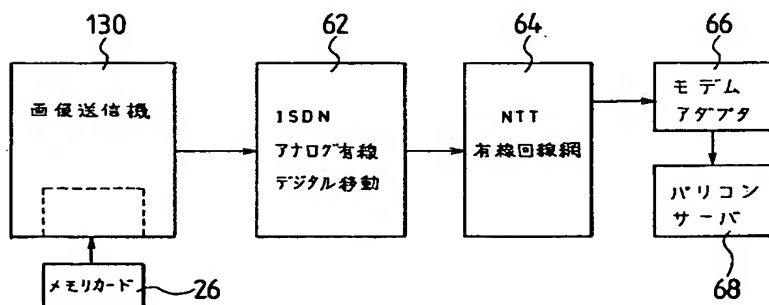 130
62
64
66
画像送信機
ISDN
アナログ有線
デジタル移動
NTT
有線回線網
モデム
アダプタ
パソコン
サーバ
メモリカード
26
68